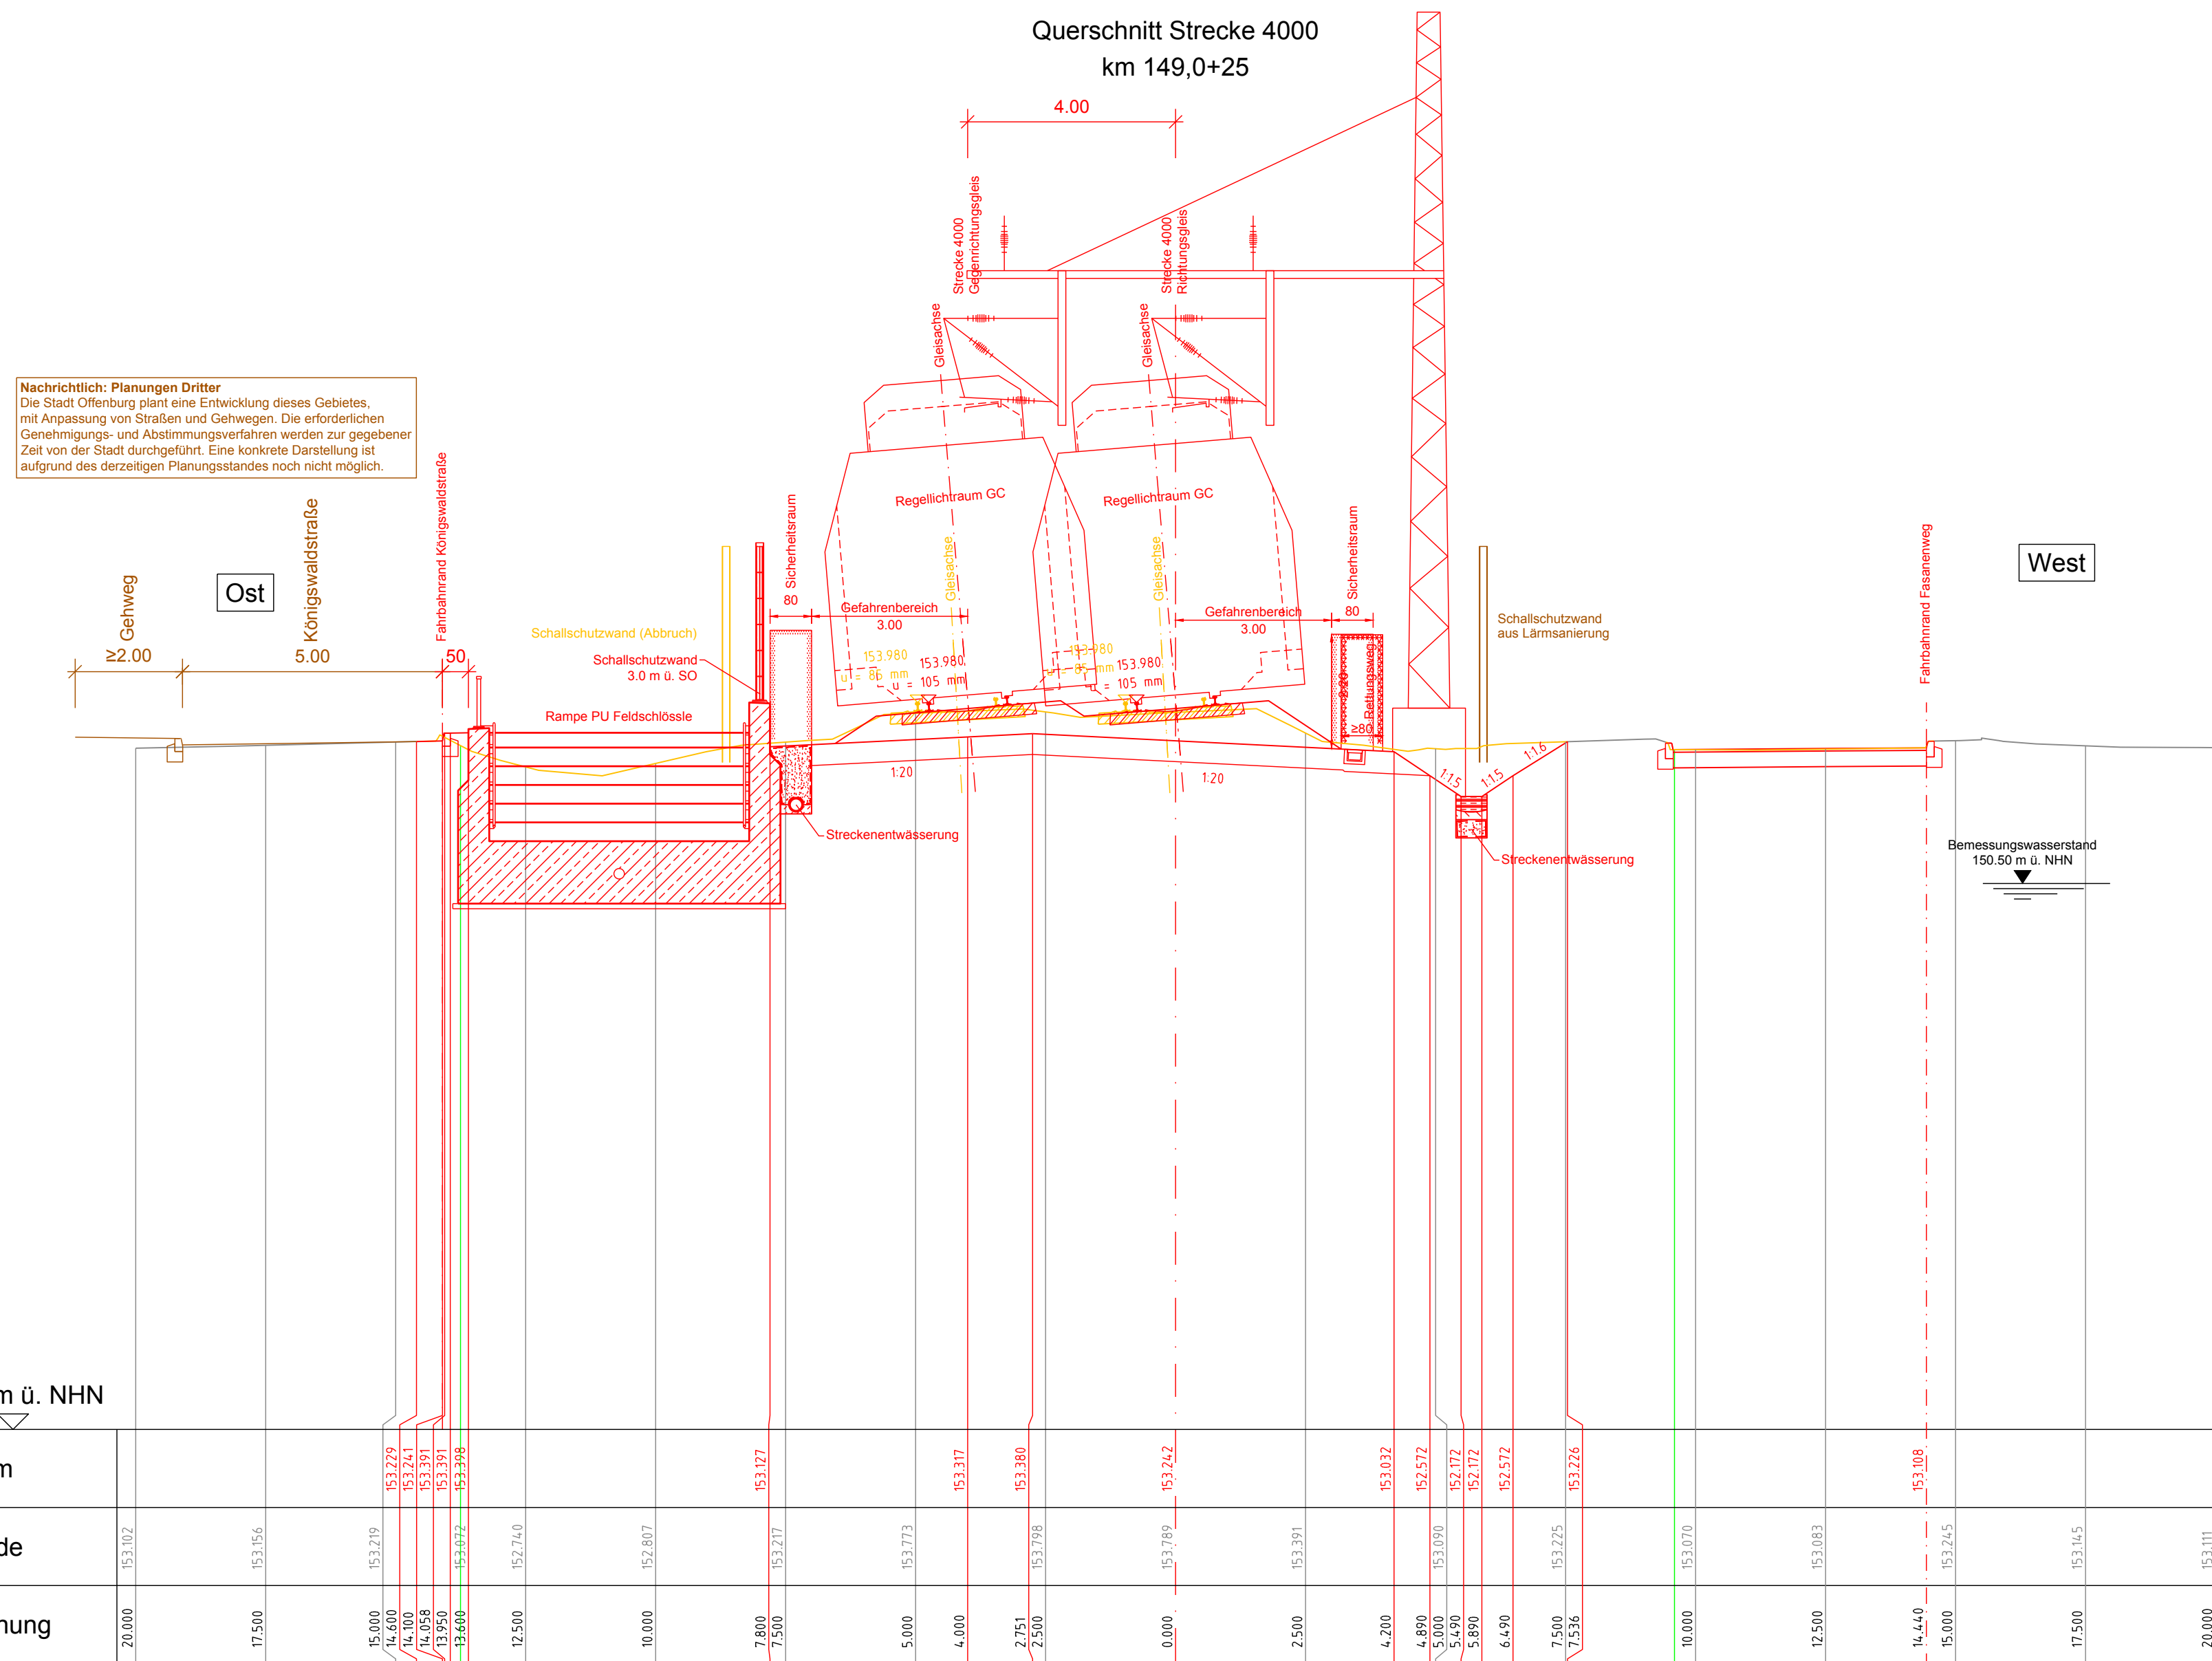 Querschnitt Strecke 4000
km 149,0+25
4.00
Strecke 4000
Gegenrichtungsgleis
Strecke 4000
Richtungsgleis
Gleisachse
Gleisachse
Nachrichtlich: Planungen Dritter
Die Stadt Offenburg plant eine Entwicklung dieses Gebietes,
mit Anpassung von Straßen und Gehwegen. Die erforderlichen
Genehmigungs- und Abstimmungsverfahren werden zur gegebener
Zeit von der Stadt durchgeführt. Eine konkrete Darstellung ist
aufgrund des derzeitigen Planungsstandes noch nicht möglich.
Gehweg
Ost
Königswaldstraße
Fahrbahnrand Königswaldstraße
≥2.00
5.00
50
Schallschutzwand (Abbruch)
Schallschutzwand
3.0 m ü. SO
Rampe PU Feldschlössle
Sicherheitsraum
80
Regellichtraum GC
Regellichtraum GC
Gleisachse
Gleisachse
Gefahrenbereich
3.00
Gefahrenbereich
3.00
Sicherheitsraum
80
153.980
u = 85 mm
153.980
= 105 mm
153.980
85 mm
153.980
= 105 mm
2.20
Rettungsweg
≥80
Schallschutzwand
aus Lärmsanierung
Fahrbahnrand Fasanenweg
West
1:20
1:20
1:1.5
1:1.5
1:1.6
Streckenentwässerung
Streckenentwässerung
Bemessungswasserstand
150.50 m ü. NHN
m ü. NHN
m
153.229
153.241
153.391
153.391
153.398
153.127
153.317
153.380
153.242
153.032
152.572
152.172
152.172
152.572
153.226
153.108
de
153.102
153.156
153.219
153.072
152.740
152.807
153.217
153.773
153.798
153.789
153.391
153.090
153.225
153.070
153.083
153.245
153.145
153.111
nung
20.000
17.500
15.000
14.600
14.100
14.058
13.950
13.600
12.500
10.000
7.800
7.500
5.000
4.000
2.751
2.500
0.000
2.500
4.200
4.890
5.000
5.490
5.890
6.490
7.500
7.536
10.000
12.500
14.440
15.000
17.500
20.000